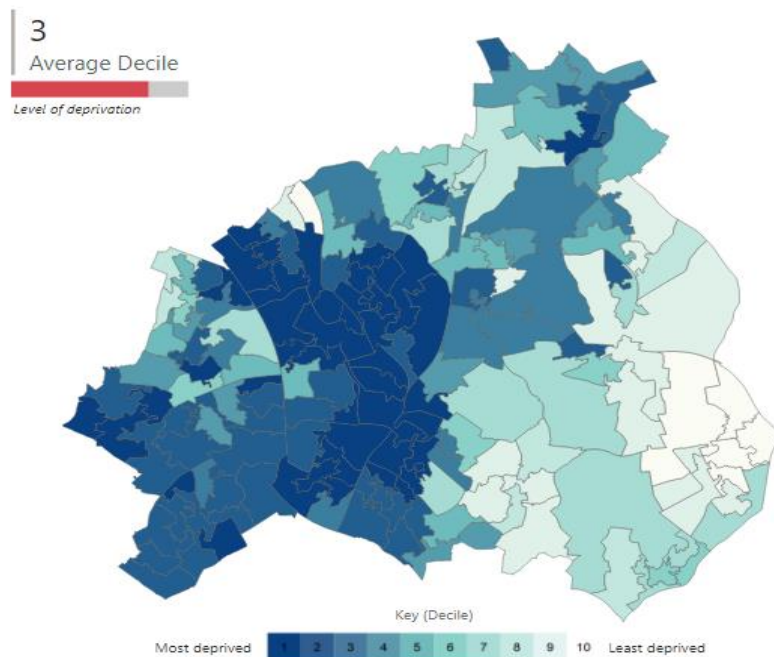 3
Average Decile
Level of deprivation
Key (Decile)
Most deprived 1 2 3 4 5 6 7 8 9 10 Least deprived